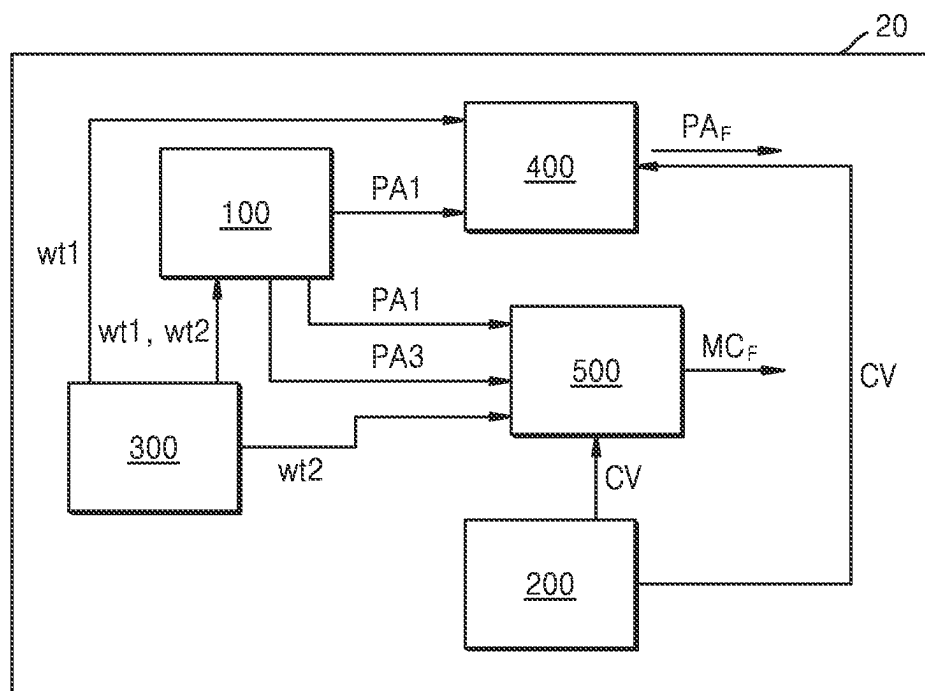 20
PA_F
400
PA1
100
wt1
PA1
wt1, wt2
MC_F
PA3
500
CV
300
wt2
CV
200